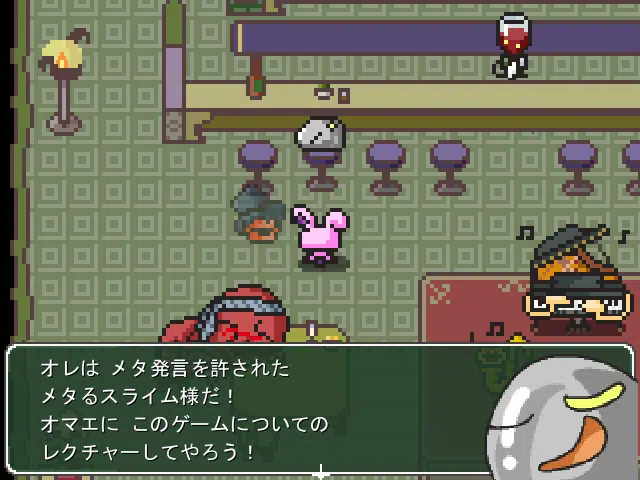 オレは メタ発言を許された
メタるスライム様だ！
オマエに このゲームについての
レクチャーしてやろう！